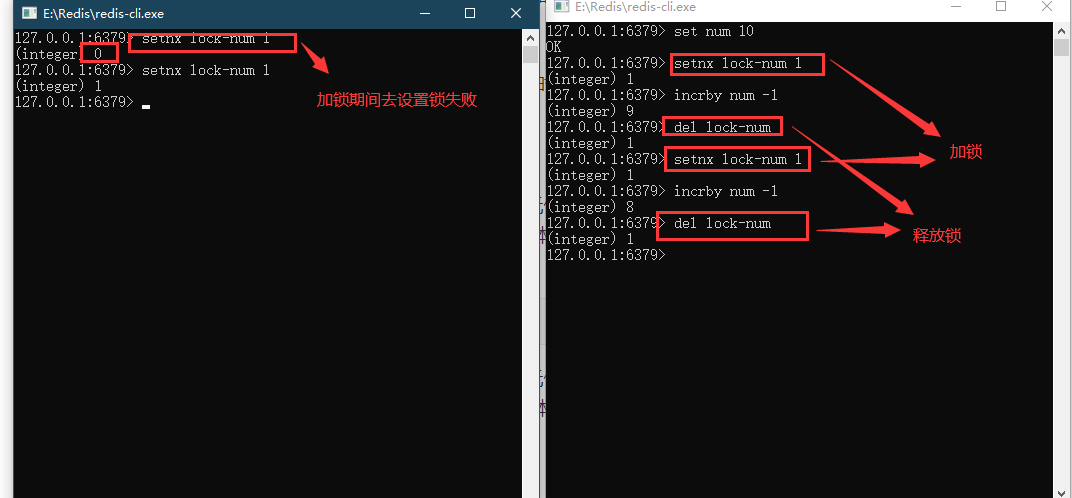 E:\Redis\redis-cli.exe
127.0.0.1:6379> setnx lock-num 1
(integer) 0
127.0.0.1:6379> setnx lock-num 1
(integer) 1
127.0.0.1:6379>
加锁期间去设置锁失败
E:\Redis\redis-cli.exe
127.0.0.1:6379> set num 10
OK
127.0.0.1:6379> setnx lock-num 1
(integer) 1
127.0.0.1:6379> incrby num -1
(integer) 9
127.0.0.1:6379> del lock-num
(integer) 1
127.0.0.1:6379> setnx lock-num 1
(integer) 1
127.0.0.1:6379> incrby num -1
(integer) 8
127.0.0.1:6379> del lock-num
(integer) 1
127.0.0.1:6379>
加锁
释放锁